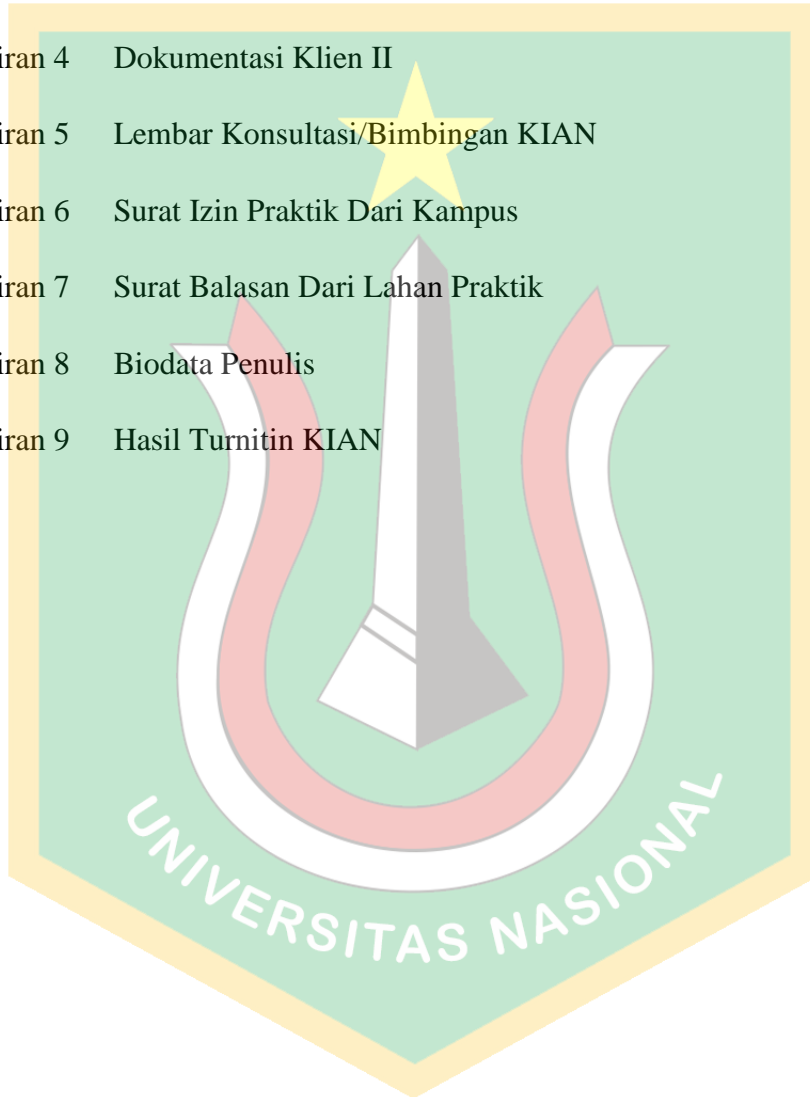 iran 4 Dokumentasi Klien II
iran 5 Lembar Konsultasi/Bimbingan KIAN
iran 6 Surat Izin Praktik Dari Kampus
iran 7 Surat Balasan Dari Lahan Praktik
iran 8 Biodata Penulis
iran 9 Hasil Turnitin KIAN
UNIVERSITAS NASIONAL